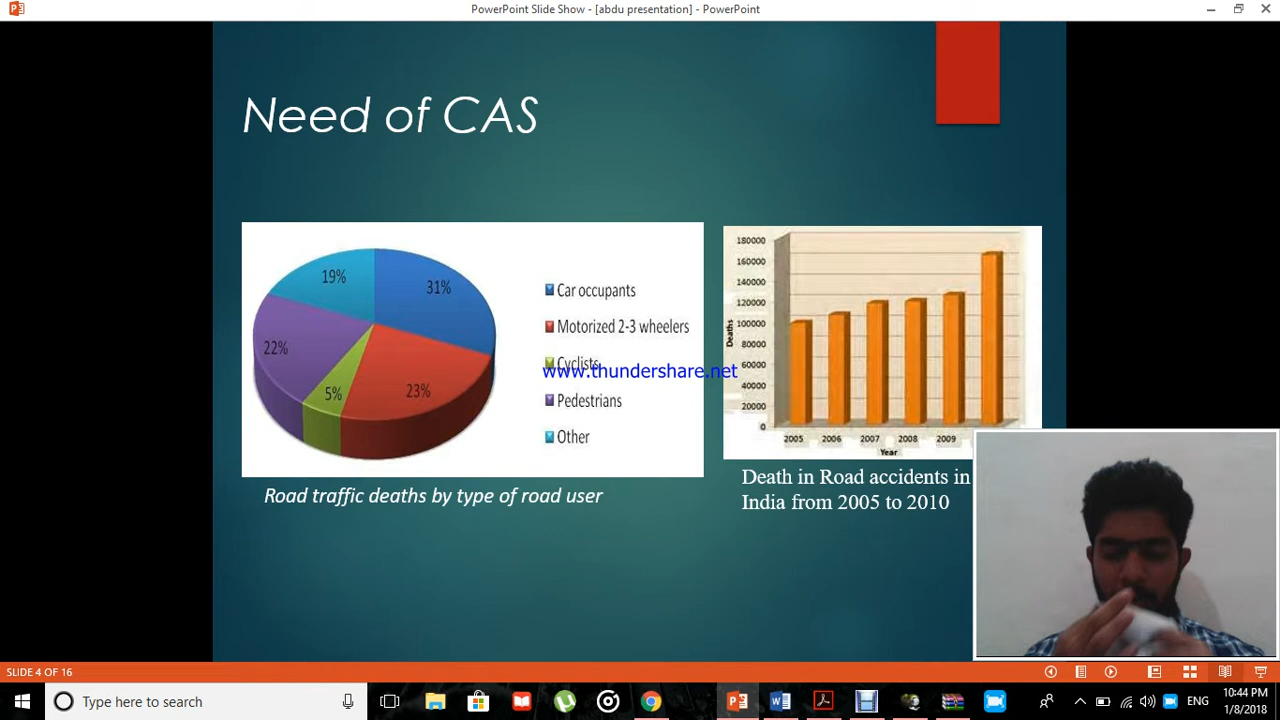 PowerPoint Slide Show - [abdu presentation] - PowerPoint
Need of CAS
19%
31%
22%
5%
23%
Car occupants
Motorized 2-3 wheelers
Cyclists
Pedestrians
Other
www.thundershare.net
Road traffic deaths by type of road user
180000
160000
140000
120000
100000
80000
60000
40000
20000
0
Deaths
2005 2006 2007 2008 2009
Year
Death in Road accidents in
India from 2005 to 2010
SLIDE 4 OF 16
Type here to search
ENG
10:44 PM
1/8/2018